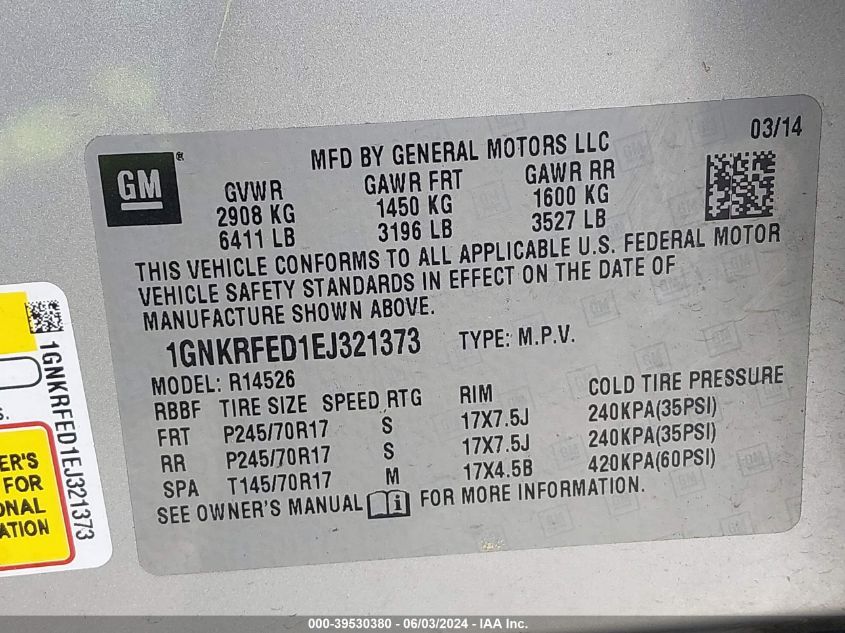 GM ®
MFD BY GENERAL MOTORS LLC
03/14
GVWR GAWR FRT GAWR RR
2908 KG 1450 KG 1600 KG
6411 LB 3196 LB 3527 LB
THIS VEHICLE CONFORMS TO ALL APPLICABLE U.S. FEDERAL MOTOR
VEHICLE SAFETY STANDARDS IN EFFECT ON THE DATE OF
MANUFACTURE SHOWN ABOVE.
1GNKRFED1EJ321373 TYPE: M.P.V.
MODEL: R14526
RBBF TIRE SIZE SPEED RTG RIM COLD TIRE PRESSURE
FRT P245/70R17 S 17X7.5J 240KPA(35PSI)
RR P245/70R17 S 17X7.5J 240KPA(35PSI)
SPA T145/70R17 M 17X4.5B 420KPA(60PSI)
SEE OWNER'S MANUAL i FOR MORE INFORMATION.
1GNKRFED1EJ321373
S.
ER'S
FOR
ONAL
ATION
000-39530380 - 06/03/2024 - IAA Inc.